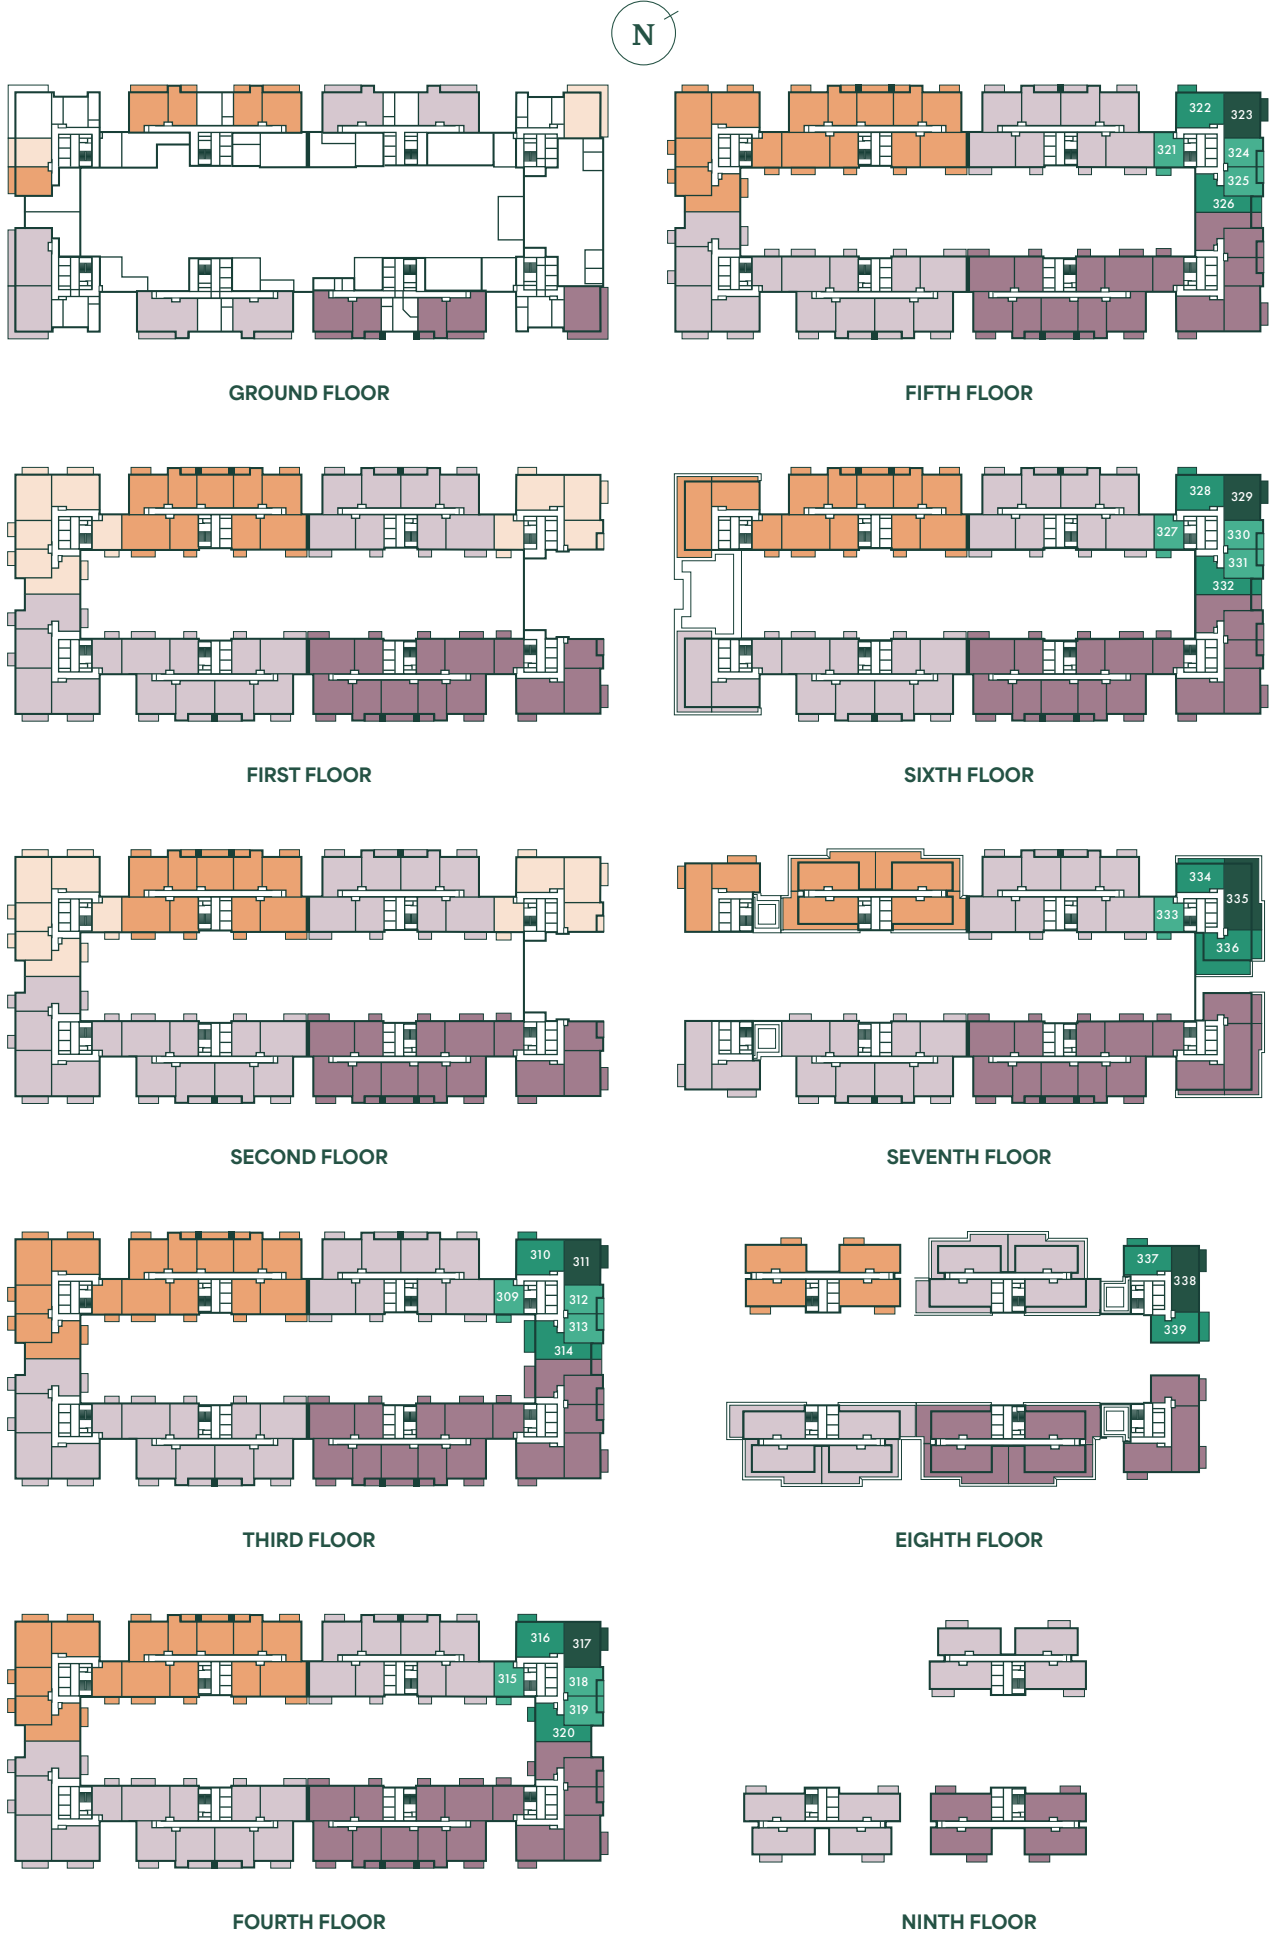 N
GROUND FLOOR
322
323
321
324
325
326
FIFTH FLOOR
FIRST FLOOR
328
329
327
330
331
332
SIXTH FLOOR
SECOND FLOOR
334
335
333
336
SEVENTH FLOOR
310
311
309
312
313
314
THIRD FLOOR
337
338
339
EIGHTH FLOOR
316
317
315
318
319
320
FOURTH FLOOR
NINTH FLOOR